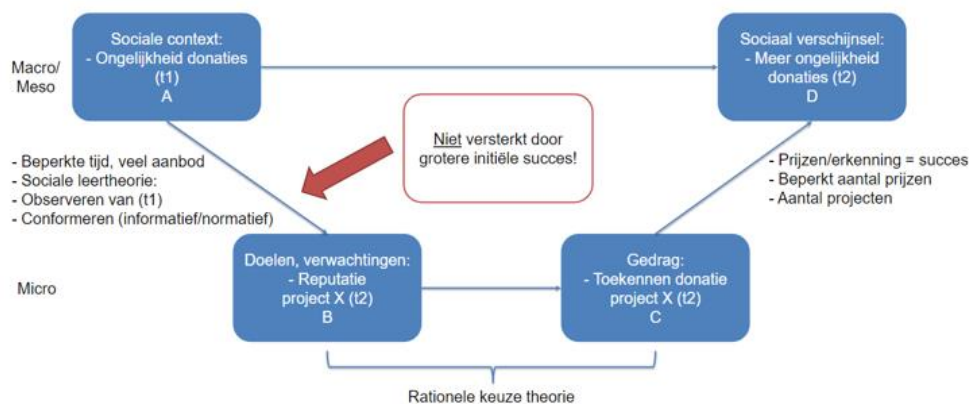 Sociale context:
- Ongelijkheid donaties
(t1)
A
Sociaal verschijnsel:
- Meer ongelijkheid
donaties (t2)
D
Macro/
Meso
Niet versterkt door
grotere initiële succes!
- Beperkte tijd, veel aanbod
- Sociale leertheorie:
- Observeren van (t1)
- Conformeren (informatief/normatief)
- Prijzen/erkenning = succes
- Beperkt aantal prijzen
- Aantal projecten
Micro
Doelen, verwachtingen:
- Reputatie
project X (t2)
B
Gedrag:
- Toekennen donatie
project X (t2)
C
Rationele keuze theorie